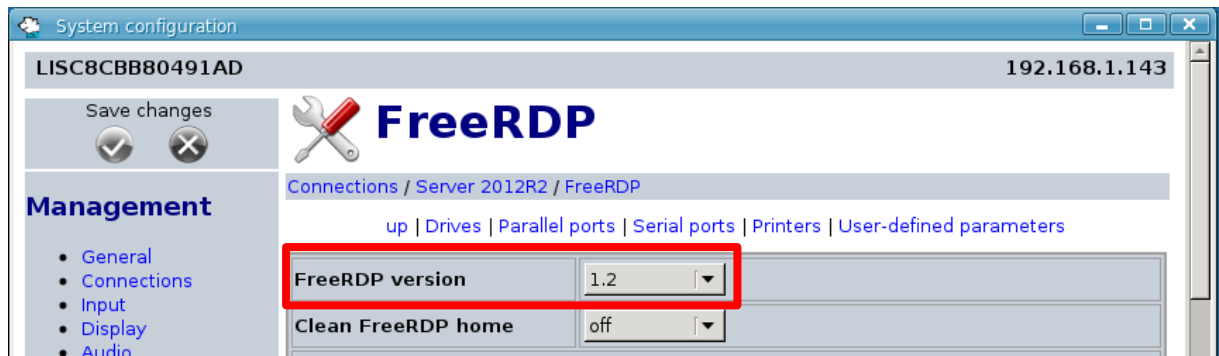 System configuration
LISC8CBB80491AD 192.168.1.143
Save changes
FreeRDP
Connections / Server 2012R2 / FreeRDP
up | Drives | Parallel ports | Serial ports | Printers | User-defined parameters
Management
General
Connections
Input
Display
Audio
FreeRDP version 1.2
Clean FreeRDP home off